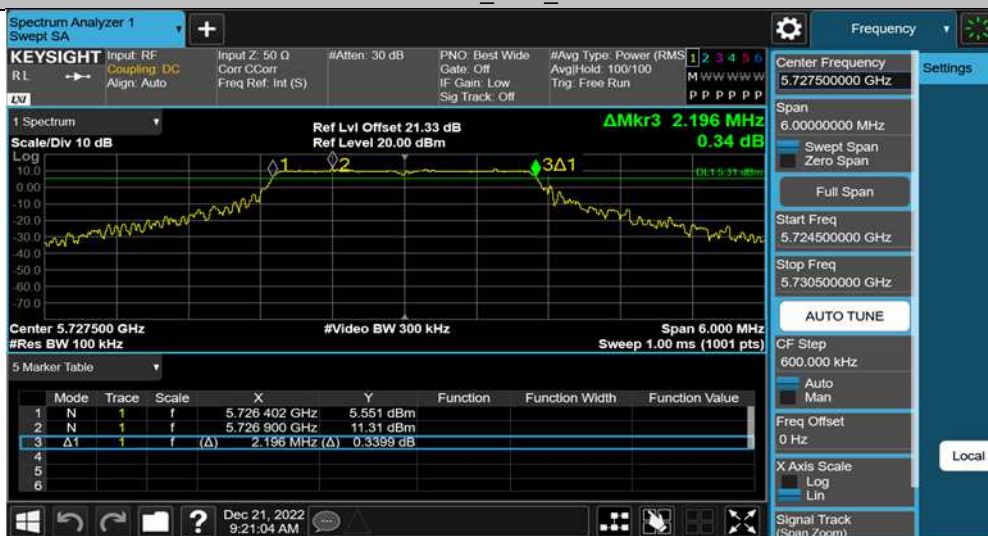 Spectrum Analyzer 1
Swept SA
+
Frequency
KEYSIGHT
RL
LXI
Input: RF
Coupling: DC
Align: Auto
Input Z: 50 Ω
Corr CCorr
Freq Ref: Int (S)
#Atten: 30 dB
PNO: Best Wide
Gate: Off
IF Gain: Low
Sig Track: Off
#Avg Type: Power (RMS
Avg|Hold: 100/100
Trig: Free Run
1 2 3 4 5 6
M W W W W W
P P P P P P
1 Spectrum
Scale/Div 10 dB
Ref Lvl Offset 21.33 dB
Ref Level 20.00 dBm
ΔMkr3 2.196 MHz
0.34 dB
Log
10.0
0.00
-10.0
-20.0
-30.0
-40.0
-50.0
-60.0
-70.0
1
2
3Δ1
DL1 5.31 dBm
Center 5.727500 GHz
#Res BW 100 kHz
#Video BW 300 kHz
Span 6.000 MHz
Sweep 1.00 ms (1001 pts)
5 Marker Table
Mode Trace Scale X Y Function Function Width Function Value
1 N 1 f 5.726 402 GHz 5.551 dBm
2 N 1 f 5.726 900 GHz 11.31 dBm
3 Δ1 1 f (Δ) 2.196 MHz (Δ) 0.3399 dB
4
5
6
?
Dec 21, 2022
9:21:04 AM
Center Frequency
5.727500000 GHz
Span
6.00000000 MHz
Swept Span
Zero Span
Full Span
Start Freq
5.724500000 GHz
Stop Freq
5.730500000 GHz
AUTO TUNE
CF Step
600.000 kHz
Auto
Man
Freq Offset
0 Hz
X Axis Scale
Log
Lin
Signal Track
(Span Zoom)
Settings
Local